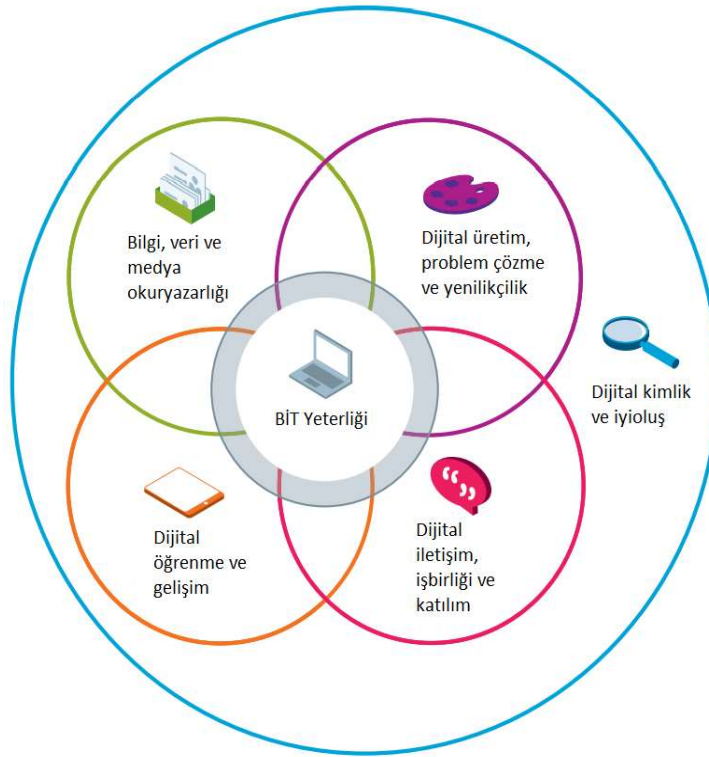 Bilgi, veri ve
medya
okuryazarlığı
Dijital üretim,
problem çözme
ve yenilikçilik
Dijital kimlik
ve iyioluş
BİT Yeterliği
Dijital
öğrenme ve
gelişim
Dijital
iletişim,
işbirliği ve
katılım